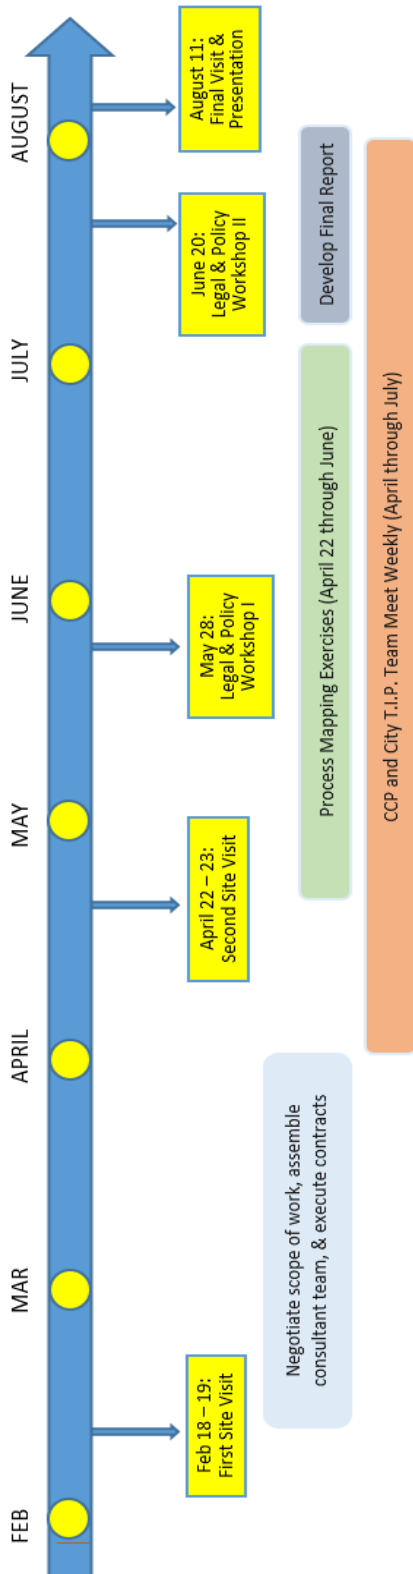 FEB
MAR
APRIL
MAY
JUNE
JULY
AUGUST
Feb 18 – 19:
First Site Visit
April 22 – 23:
Second Site Visit
May 28:
Legal & Policy
Workshop I
June 20:
Legal & Policy
Workshop II
August 11:
Final Visit &
Presentation
Negotiate scope of work, assemble
consultant team, & execute contracts
Process Mapping Exercises (April 22 through June)
Develop Final Report
CCP and City T.I.P. Team Meet Weekly (April through July)